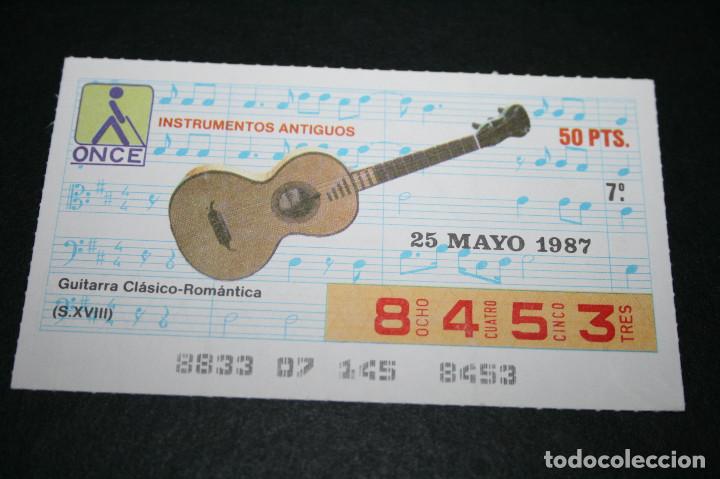 ONCE
INSTRUMENTOS ANTIGUOS
50 PTS.
7º
25 MAYO 1987
Guitarra Clásico-Romántica
(S.XVIII)
8 OCHO 4 CUATRO 5 CINCO 3 TRES
8833 07 145 8453
todocoleccion